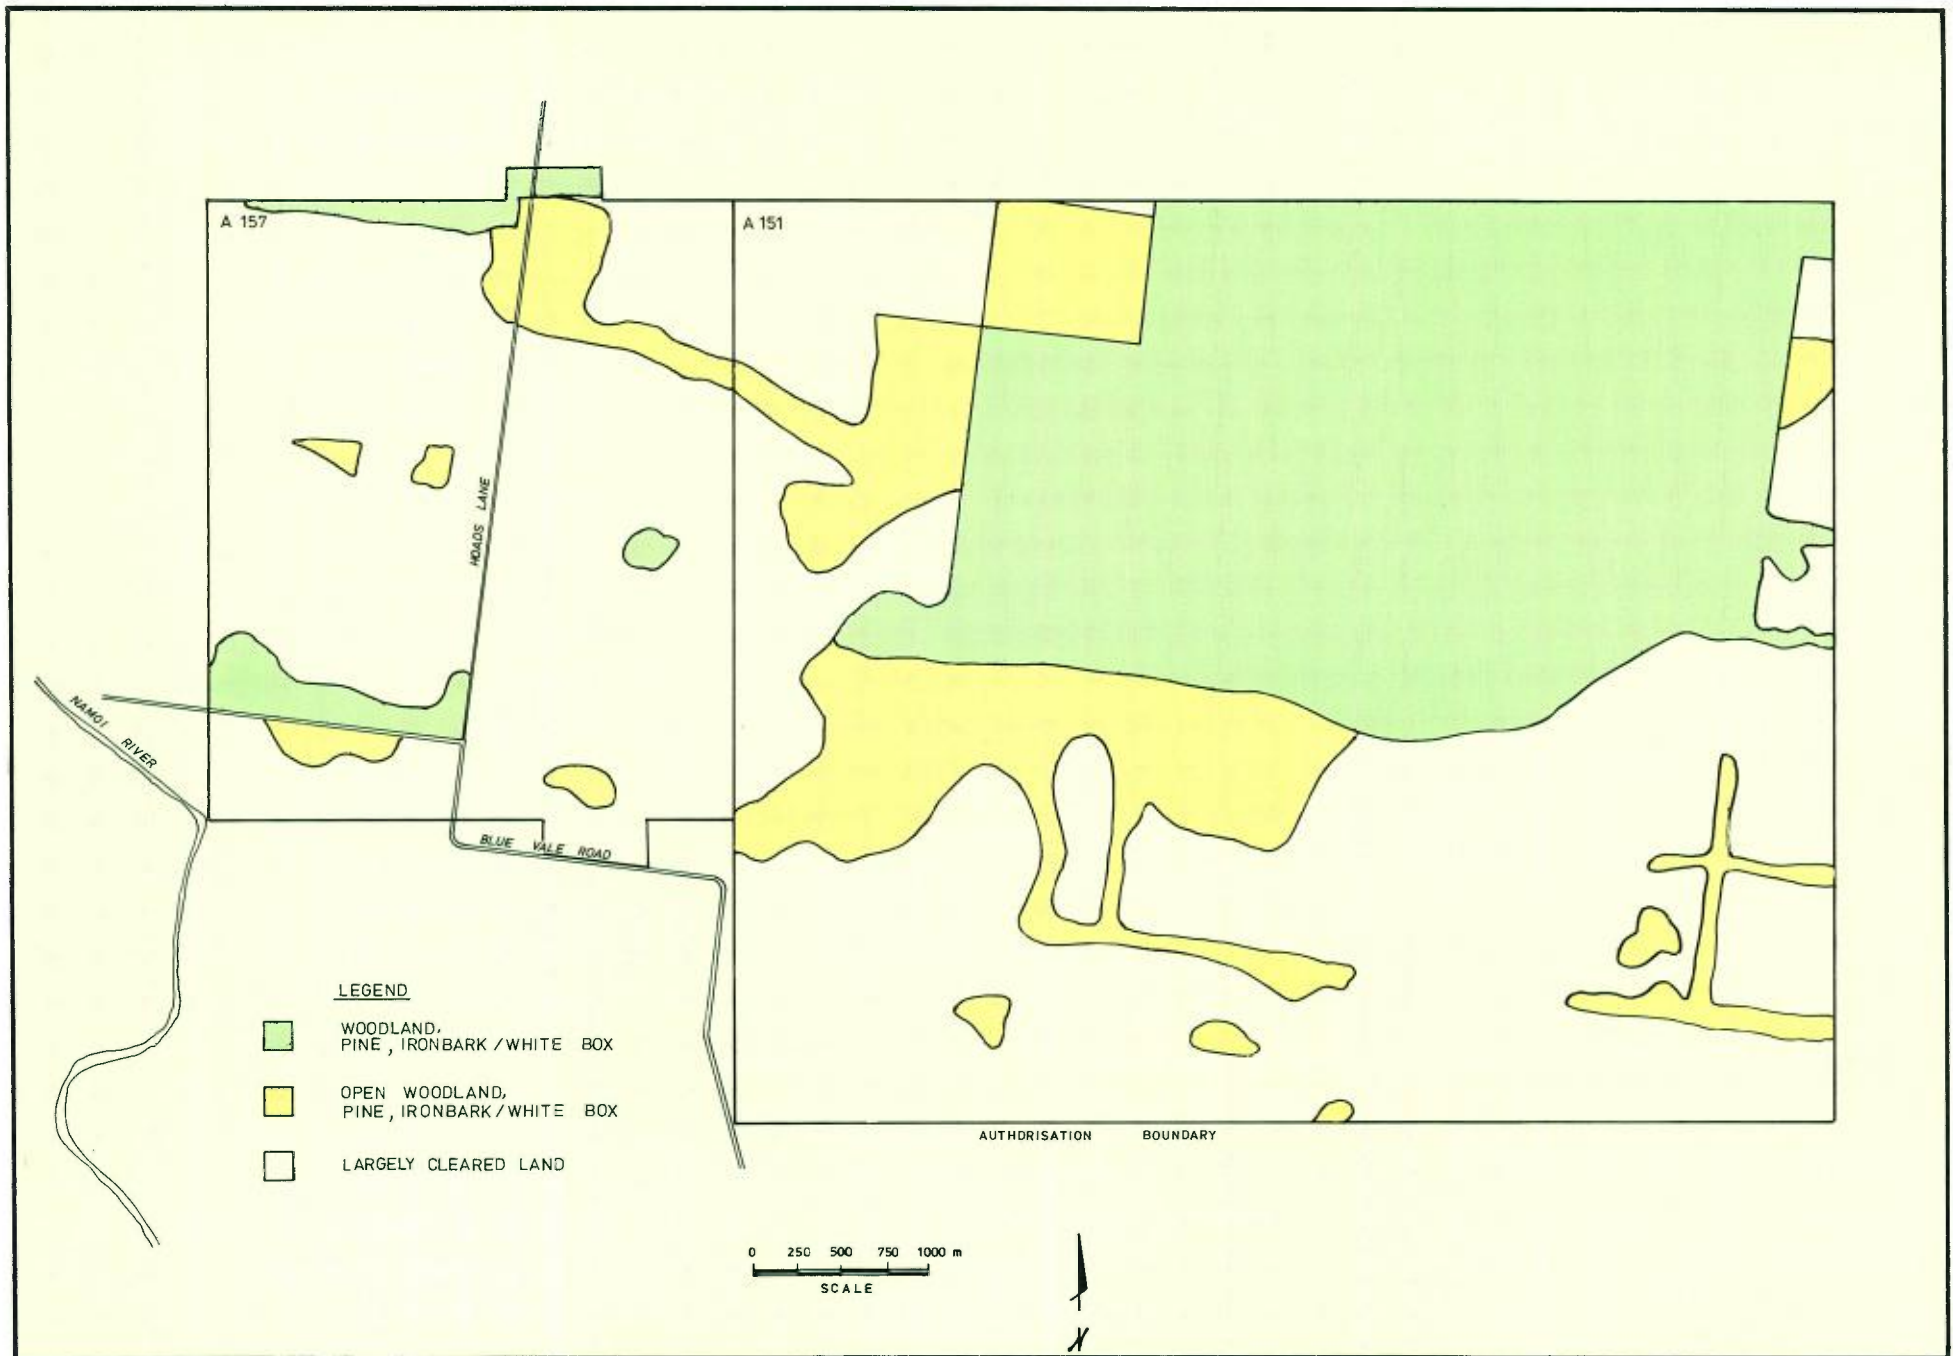 A 157
A 151
HOADS LANE
NAMOI RIVER
BLUE VALE ROAD
LEGEND
WOODLAND,
PINE, IRONBARK / WHITE BOX
OPEN WOODLAND,
PINE, IRONBARK / WHITE BOX
LARGELY CLEARED LAND
AUTHORISATION BOUNDARY
0 250 500 750 1000 m
SCALE
N